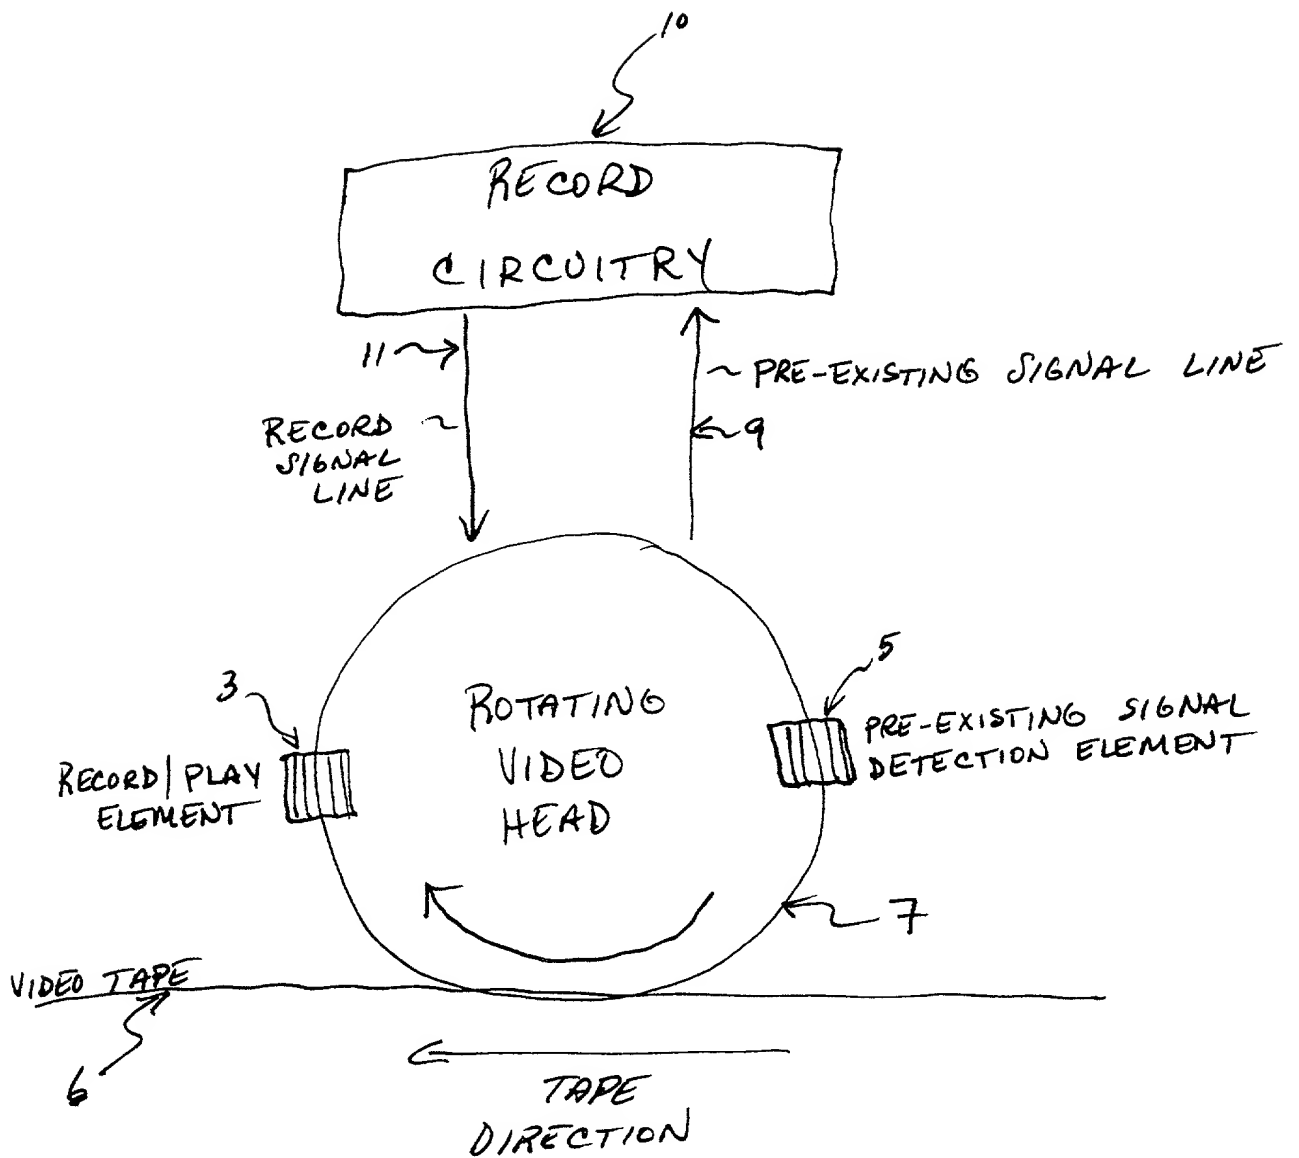 10
RECORD
CIRCUITRY
11
PRE-EXISTING SIGNAL LINE
9
RECORD
SIGNAL
LINE
3
5
ROTATING
VIDEO
HEAD
PRE-EXISTING SIGNAL
DETECTION ELEMENT
RECORD/PLAY
ELEMENT
7
VIDEO TAPE
6
TAPE
DIRECTION